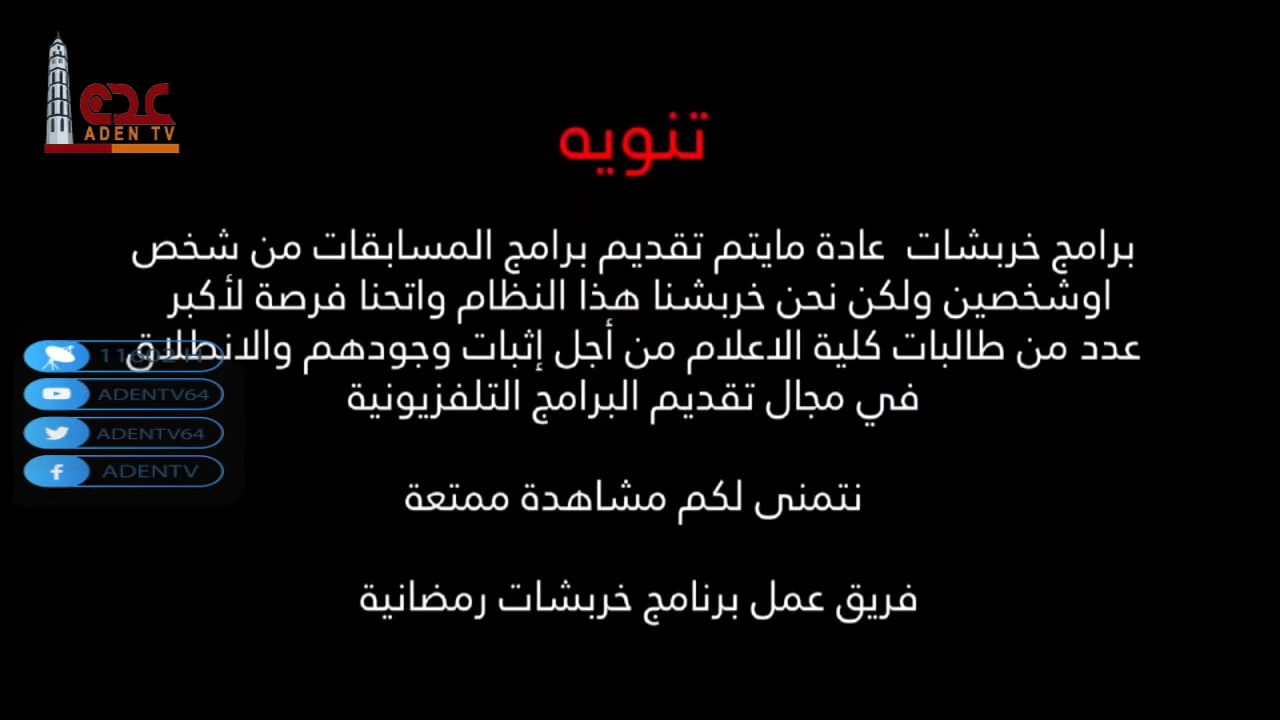 عدن
ADEN TV
تنويه
برامج خربشات عادة مايتم تقديم برامج المسابقات من شخص
اوشخصين ولكن نحن خربشنا هذا النظام واتحنا فرصة لأكبر
عدد من طالبات كلية الاعلام من أجل إثبات وجودهم والانطلاق
في مجال تقديم البرامج التلفزيونية
ADENTV64
ADENTV64
ADENTV
نتمنى لكم مشاهدة ممتعة
فريق عمل برنامج خربشات رمضانية